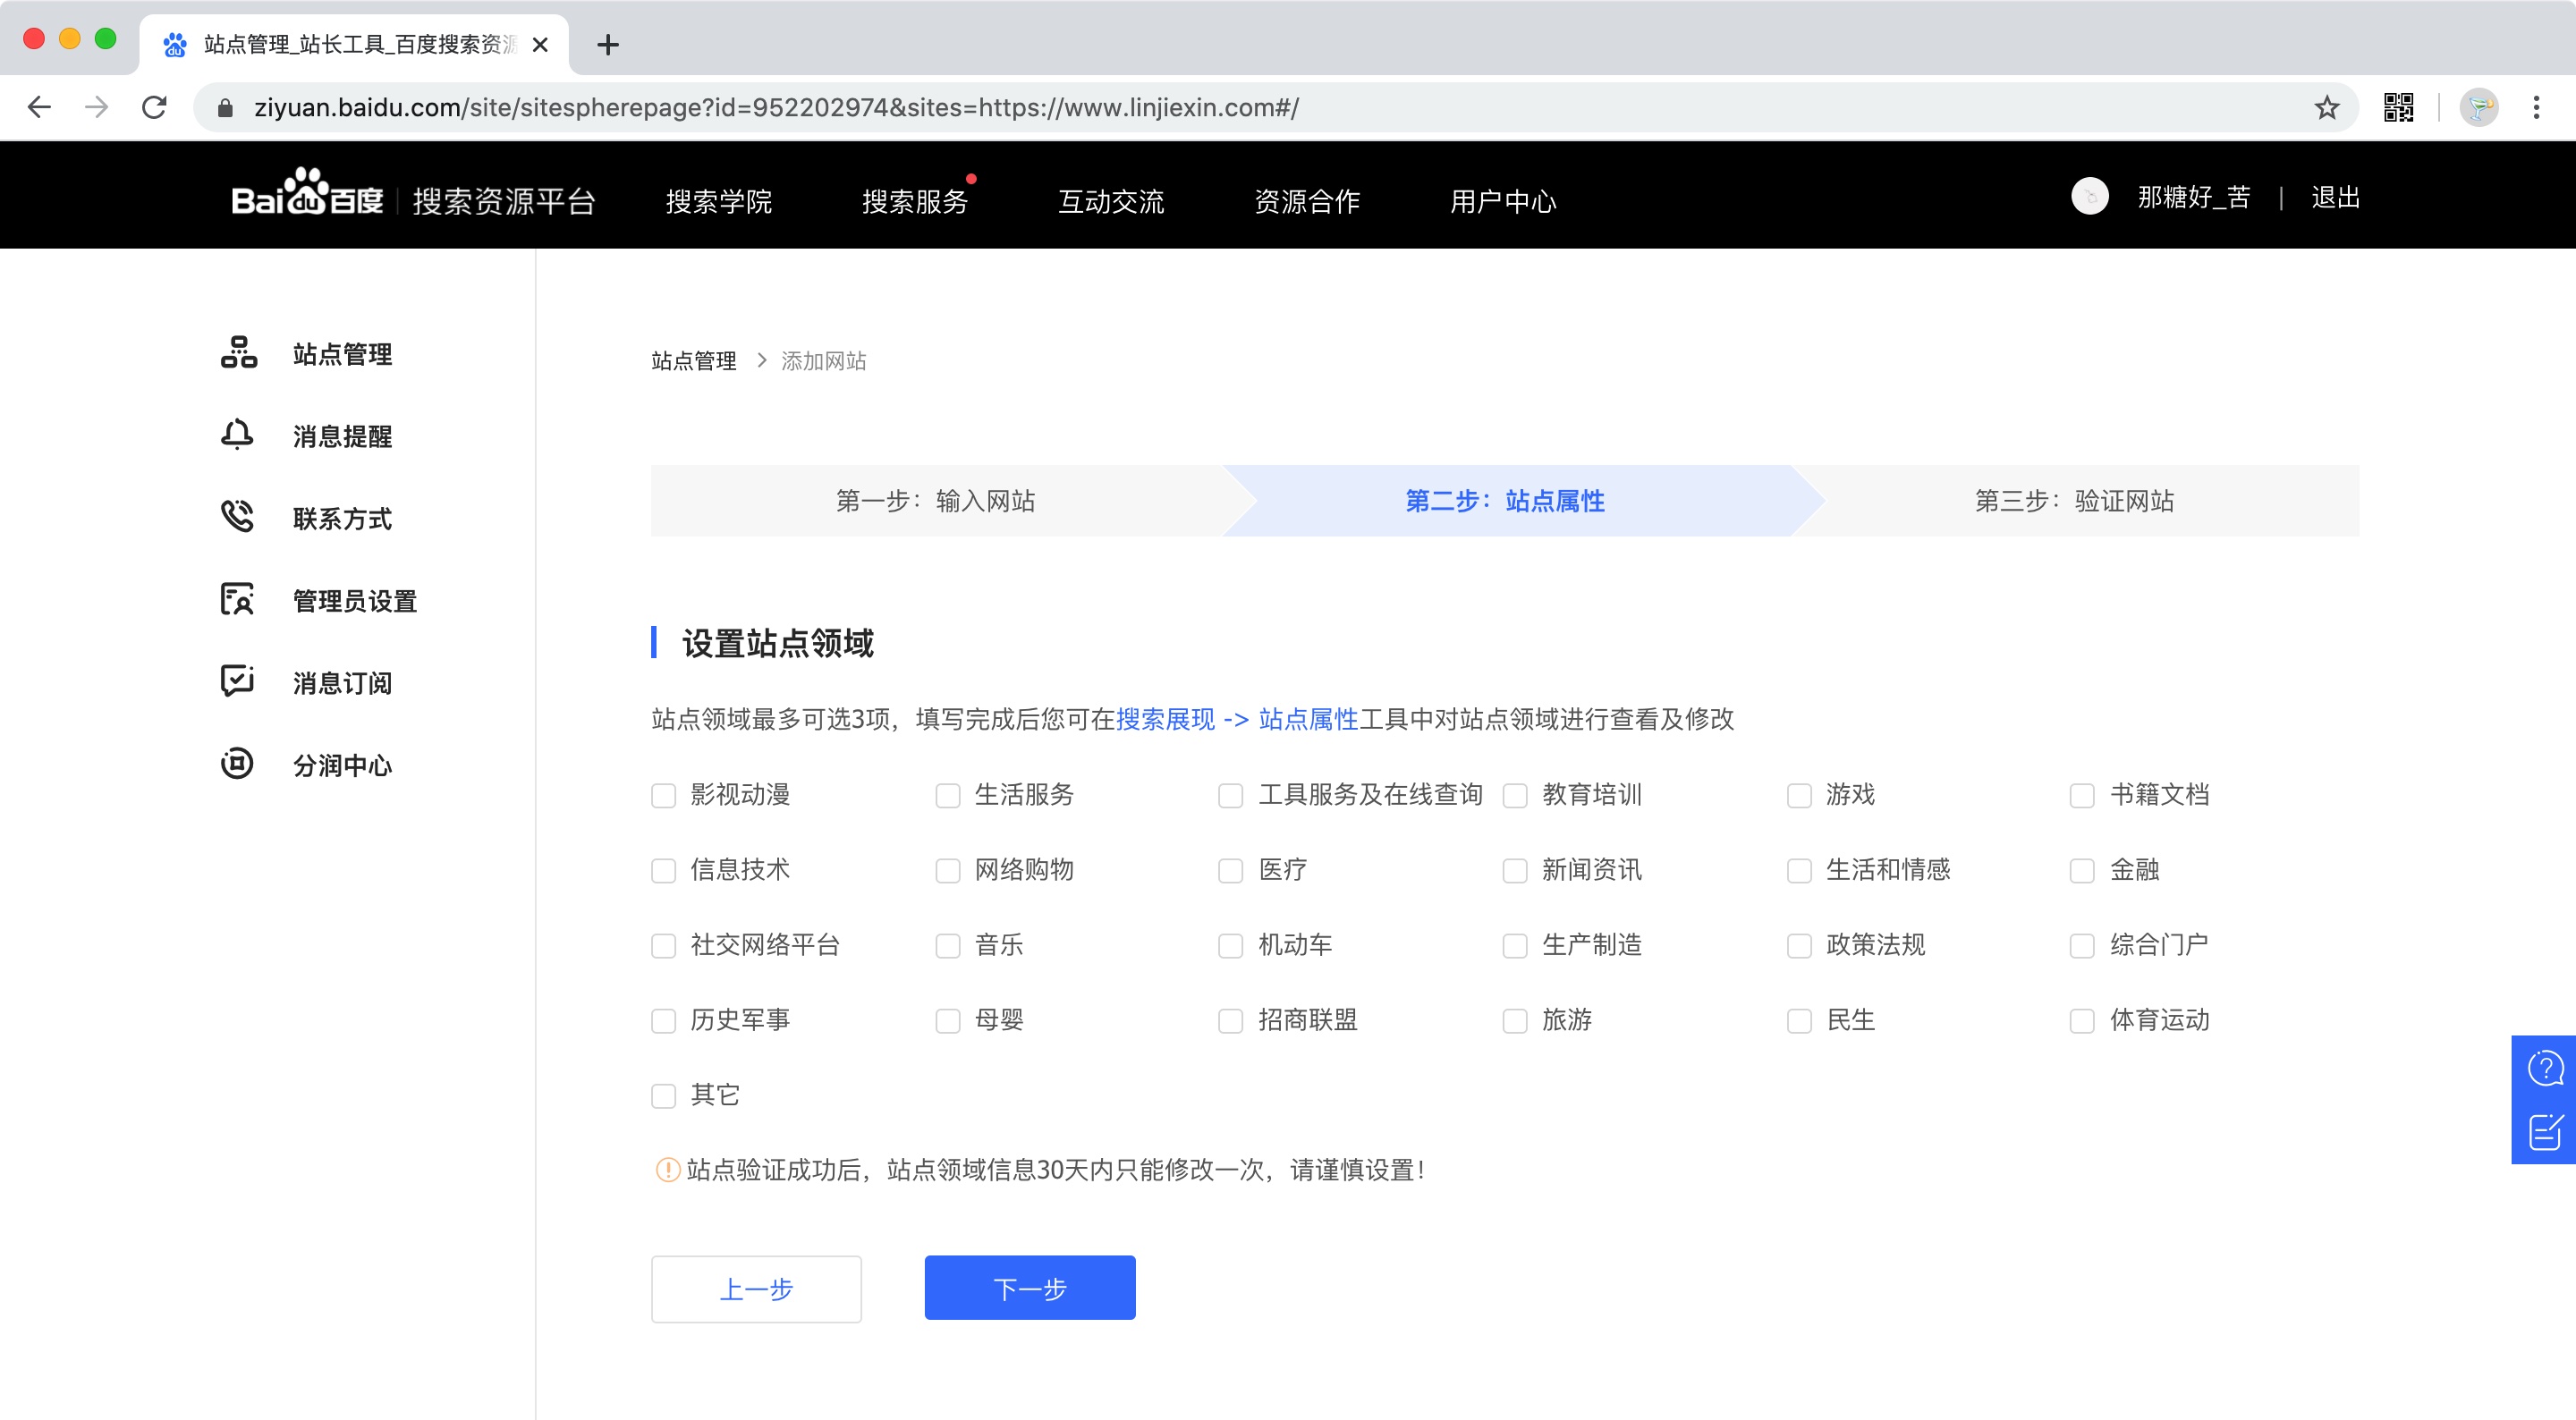 站点管理_站长工具_百度搜索资源
ziyuan.baidu.com/site/sitespherepage?id=952202974&sites=https://www.linjiexin.com#/
Bai du 百度 搜索资源平台 搜索学院 搜索服务 互动交流 资源合作 用户中心 那糖好_苦 | 退出
站点管理
消息提醒
联系方式
管理员设置
消息订阅
分润中心
站点管理 > 添加网站
第一步：输入网站 第二步：站点属性 第三步：验证网站
设置站点领域
站点领域最多可选3项，填写完成后您可在搜索展现 -> 站点属性工具中对站点领域进行查看及修改
影视动漫 生活服务 工具服务及在线查询 教育培训 游戏 书籍文档
信息技术 网络购物 医疗 新闻资讯 生活和情感 金融
社交网络平台 音乐 机动车 生产制造 政策法规 综合门户
历史军事 母婴 招商联盟 旅游 民生 体育运动
其它
站点验证成功后，站点领域信息30天内只能修改一次，请谨慎设置！
上一步 下一步